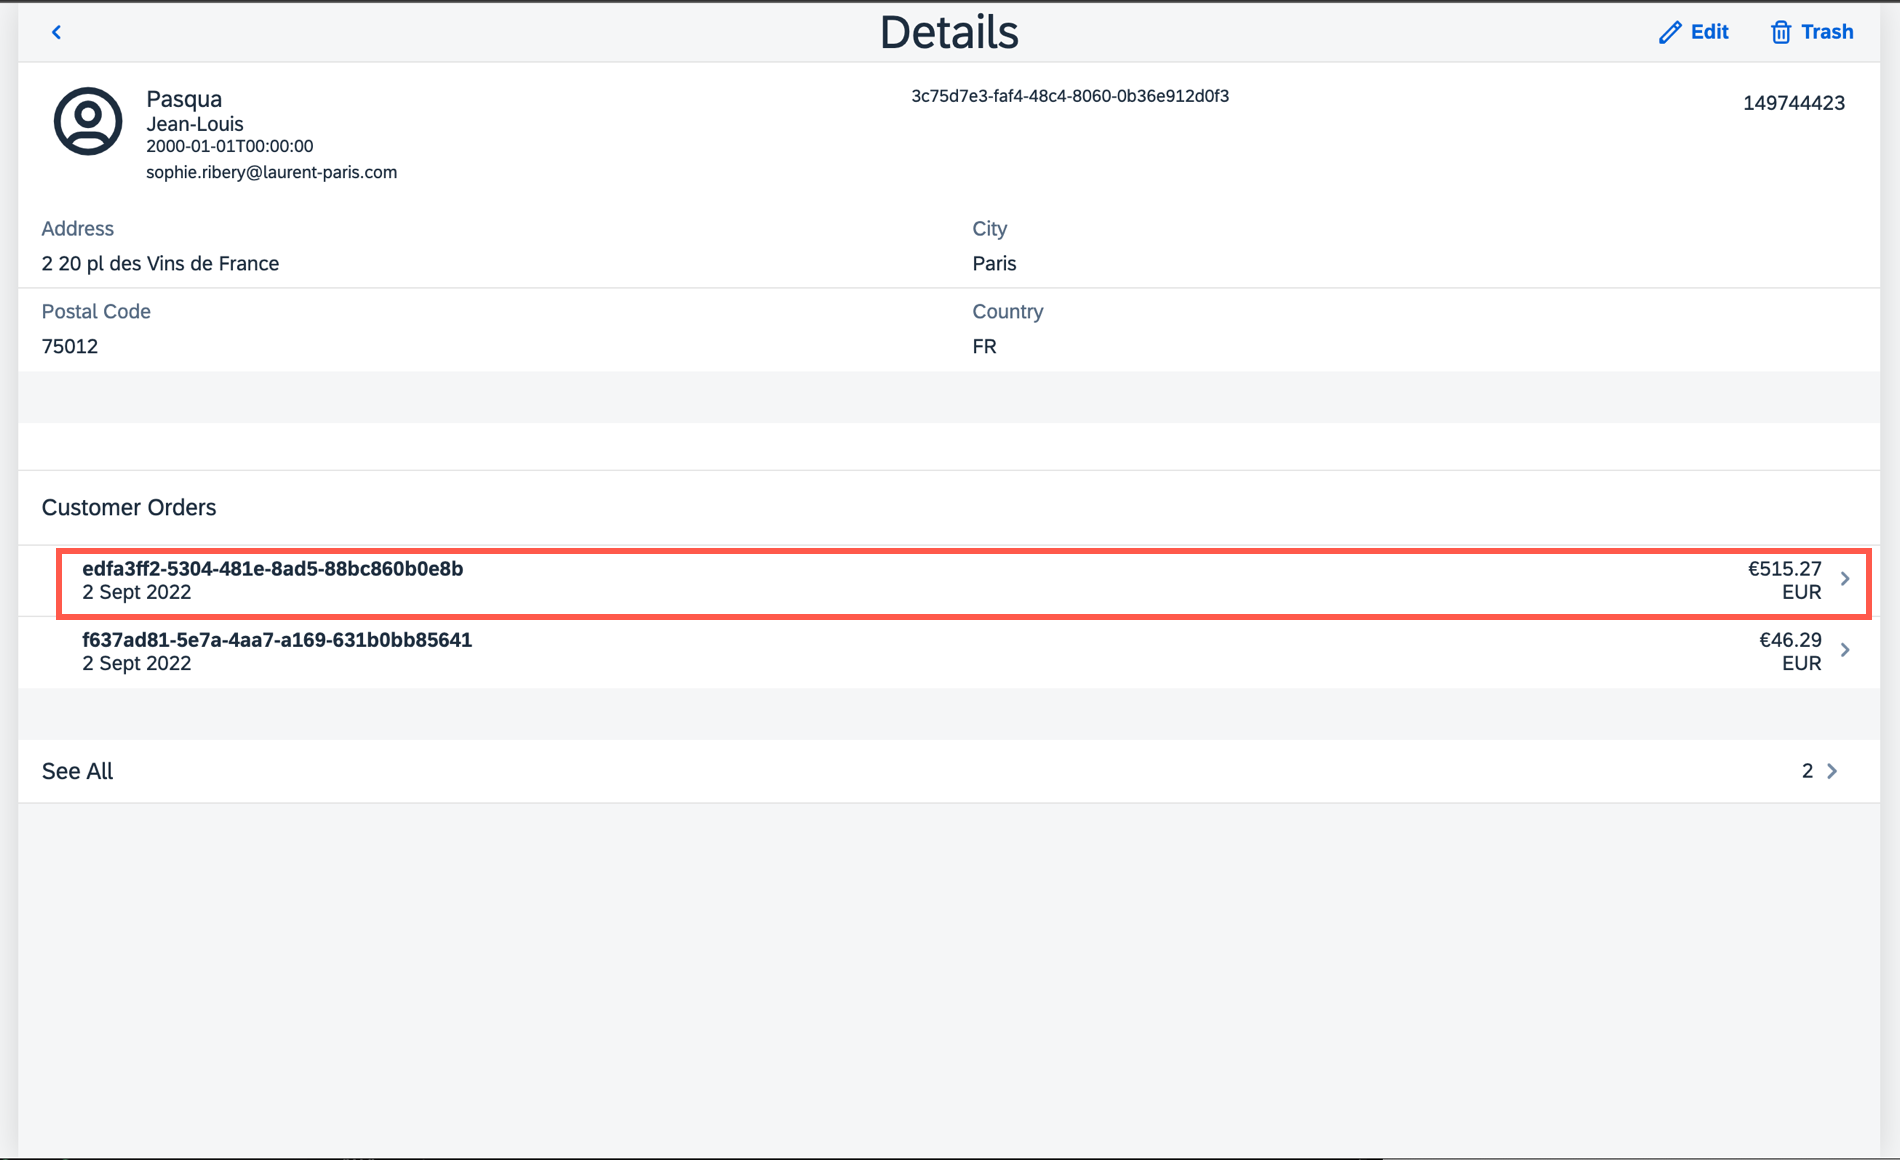 Details
Edit
Trash
Pasqua
Jean-Louis
2000-01-01T00:00:00
sophie.ribery@laurent-paris.com
3c75d7e3-faf4-48c4-8060-0b36e912d0f3
149744423
Address
2 20 pl des Vins de France
City
Paris
Postal Code
75012
Country
FR
Customer Orders
edfa3ff2-5304-481e-8ad5-88bc860b0e8b
2 Sept 2022
€515.27
EUR
f637ad81-5e7a-4aa7-a169-631b0bb85641
2 Sept 2022
€46.29
EUR
See All
2